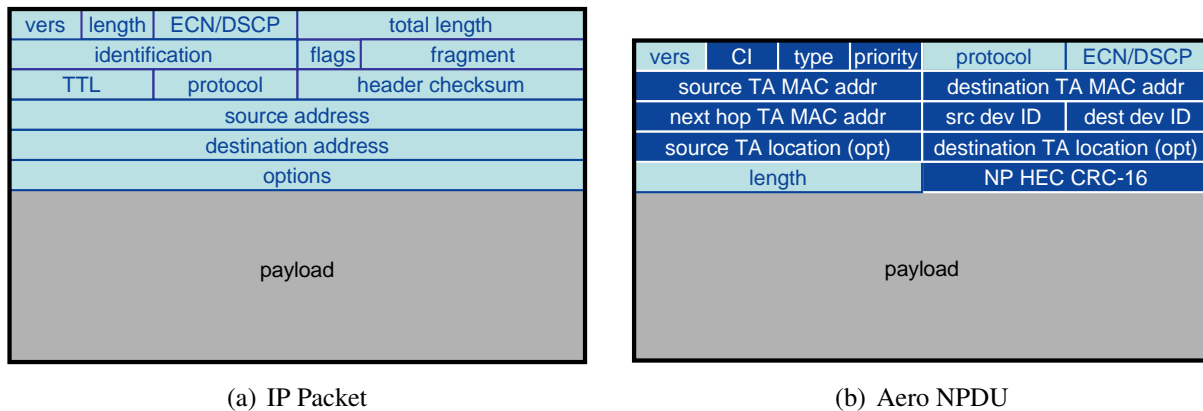 vers length ECN/DSCP total length
identification flags fragment
TTL protocol header checksum
source address
destination address
options
payload
(a) IP Packet
vers CI type priority protocol ECN/DSCP
source TA MAC addr destination TA MAC addr
next hop TA MAC addr src dev ID dest dev ID
source TA location (opt) destination TA location (opt)
length NP HEC CRC-16
payload
(b) Aero NPDU